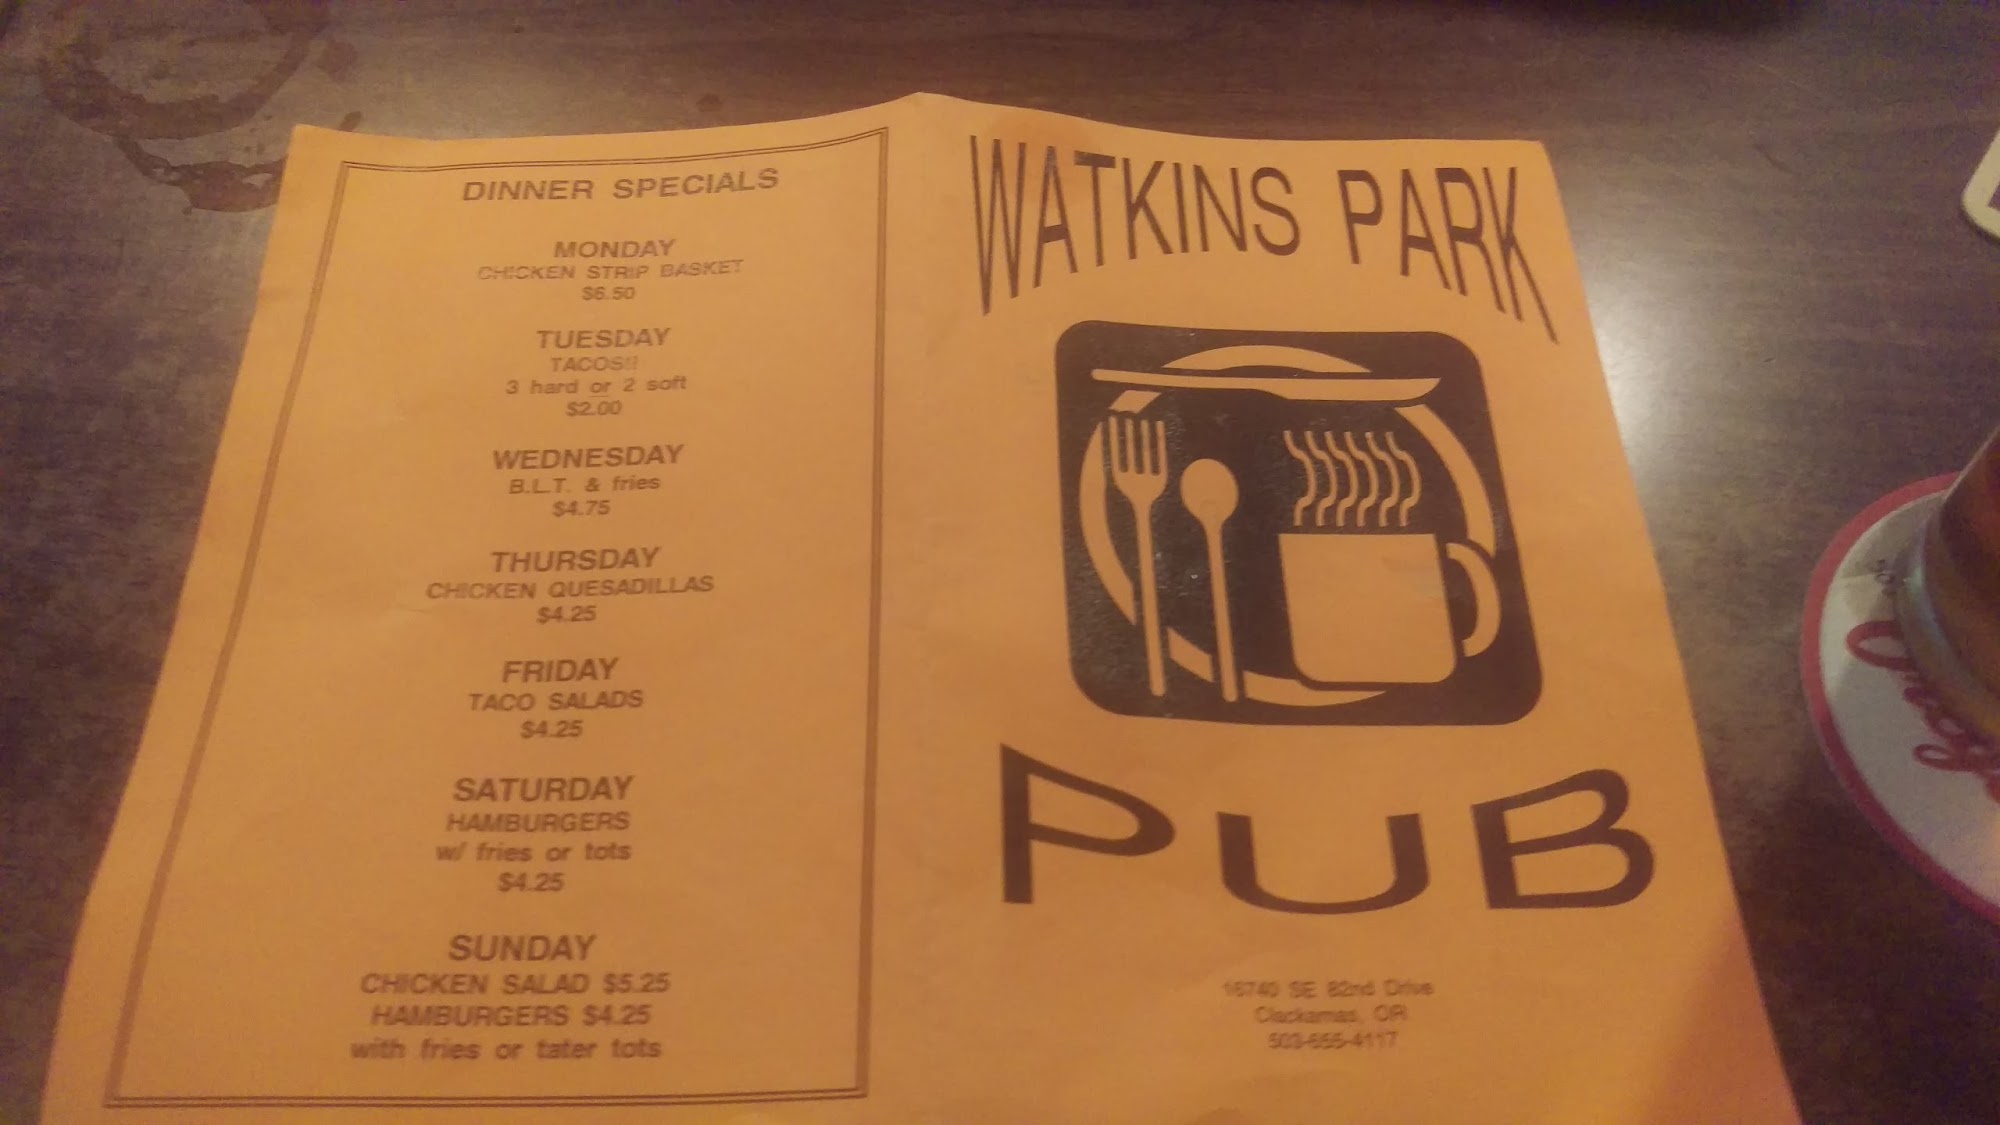 DINNER SPECIALS
MONDAY
CHICKEN STRIP BASKET
$6.50
TUESDAY
TACOS!!
3 hard or 2 soft
$2.00
WEDNESDAY
B.L.T. & fries
$4.75
THURSDAY
CHICKEN QUESADILLAS
$4.25
FRIDAY
TACO SALADS
$4.25
SATURDAY
HAMBURGERS
w/ fries or tots
$4.25
SUNDAY
CHICKEN SALAD $5.25
HAMBURGERS $4.25
with fries or tater tots
WATKINS PARK
PUB
16740 SE 82nd Drive
Clackamas, OR
503-655-4117